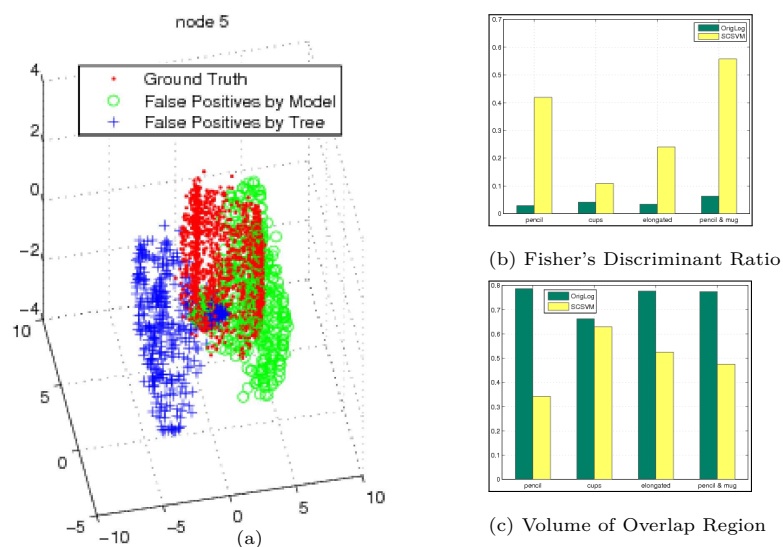 node 5
Ground Truth
False Positives by Model
False Positives by Tree
4
2
0
−2
−4
10
5
0
−5
−10
−5
0
5
10
(a)
OrigLog
SCSVM
0.8
0.7
0.6
0.5
0.4
0.3
0.2
0.1
0
pencil cups elongated pencil & mug
(b) Fisher's Discriminant Ratio
OrigLog
SCSVM
0.8
0.7
0.6
0.5
0.4
0.3
0.2
0.1
0
pencil cups elongated pencil & mug
(c) Volume of Overlap Region